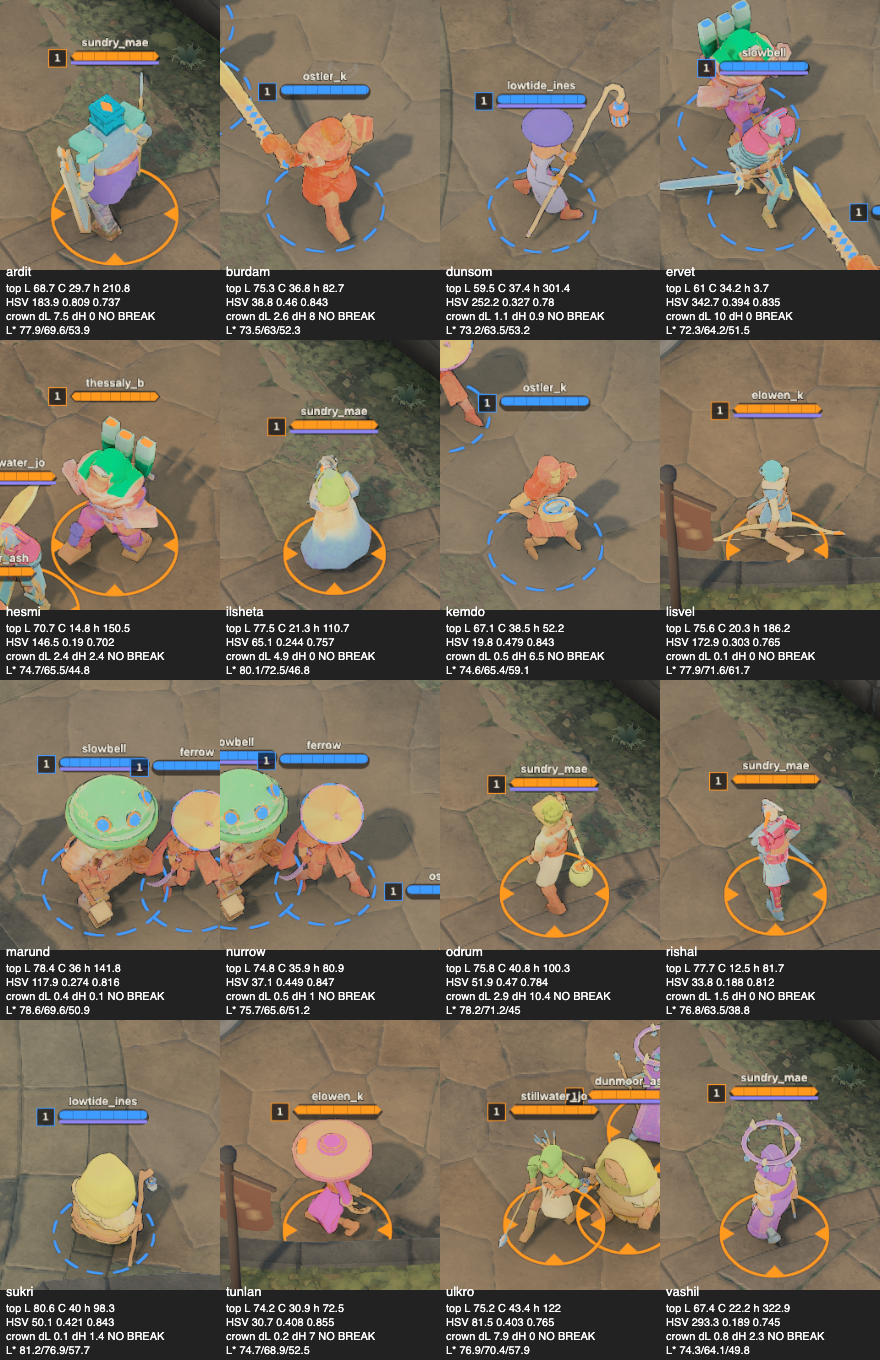 sundry_mae
1
ardit
top L 68.7 C 29.7 h 210.8
HSV 183.9 0.809 0.737
crown dL 7.5 dH 0 NO BREAK
L* 77.9/69.6/53.9
ostler_k
1
burdam
top L 75.3 C 36.8 h 82.7
HSV 38.8 0.46 0.843
crown dL 2.6 dH 8 NO BREAK
L* 73.5/63/52.3
lowtide_ines
1
dunsom
top L 59.5 C 37.4 h 301.4
HSV 252.2 0.327 0.78
crown dL 1.1 dH 0.9 NO BREAK
L* 73.2/63.5/53.2
slowbell
1
1
ervet
top L 61 C 34.2 h 3.7
HSV 342.7 0.394 0.835
crown dL 10 dH 0 NO BREAK
L* 72.3/64.2/51.5
thessaly_b
1
water_jo
r_ash
hesmi
top L 70.7 C 14.8 h 150.5
HSV 146.5 0.19 0.702
crown dL 2.4 dH 2.4 NO BREAK
L* 74.7/65.5/44.8
sundry_mae
1
ilsheta
top L 77.5 C 21.3 h 110.7
HSV 65.1 0.244 0.757
crown dL 4.9 dH 0 NO BREAK
L* 80.1/72.5/46.8
ostler_k
1
kemdo
top L 67.1 C 38.5 h 52.2
HSV 19.8 0.479 0.843
crown dL 0.5 dH 6.5 NO BREAK
L* 74.6/65.4/59.1
elowen_k
1
lisvel
top L 75.6 C 20.3 h 186.2
HSV 172.9 0.303 0.765
crown dL 0.1 dH 0 NO BREAK
L* 77.9/71.6/61.7
slowbell
1
ferrow
1
marund
top L 78.4 C 36 h 141.8
HSV 117.9 0.274 0.816
crown dL 0.4 dH 0.1 NO BREAK
L* 78.6/69.6/50.9
owbell
ferrow
1
1
os
nurrow
top L 74.8 C 35.9 h 80.9
HSV 37.1 0.449 0.847
crown dL 0.5 dH 1 NO BREAK
L* 75.7/65.6/51.2
sundry_mae
1
odrum
top L 75.8 C 40.8 h 100.3
HSV 51.9 0.47 0.784
crown dL 2.9 dH 10.4 NO BREAK
L* 78.2/71.2/45
sundry_mae
1
rishal
top L 77.7 C 12.5 h 81.7
HSV 33.8 0.188 0.812
crown dL 1.5 dH 0 NO BREAK
L* 76.8/63.5/38.8
lowtide_ines
1
sukri
top L 80.6 C 40 h 98.3
HSV 50.1 0.421 0.843
crown dL 0.1 dH 1.4 NO BREAK
L* 81.2/76.9/57.7
elowen_k
1
tunlan
top L 74.2 C 30.9 h 72.5
HSV 30.7 0.408 0.855
crown dL 0.2 dH 7 NO BREAK
L* 74.7/68.9/52.5
dunmoor_as
stillwater_jo
1
1
ulkro
top L 75.2 C 43.4 h 122
HSV 81.5 0.403 0.765
crown dL 7.9 dH 0 NO BREAK
L* 76.9/70.4/57.9
sundry_mae
1
vashil
top L 67.4 C 22.2 h 322.9
HSV 293.3 0.189 0.745
crown dL 0.8 dH 2.3 NO BREAK
L* 74.3/64.1/49.8